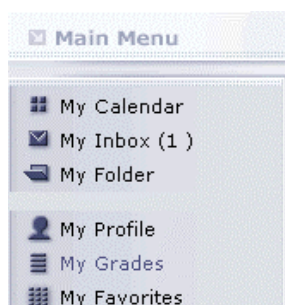 Main Menu
My Calendar
My Inbox (1 )
My Folder
My Profile
My Grades
My Favorites